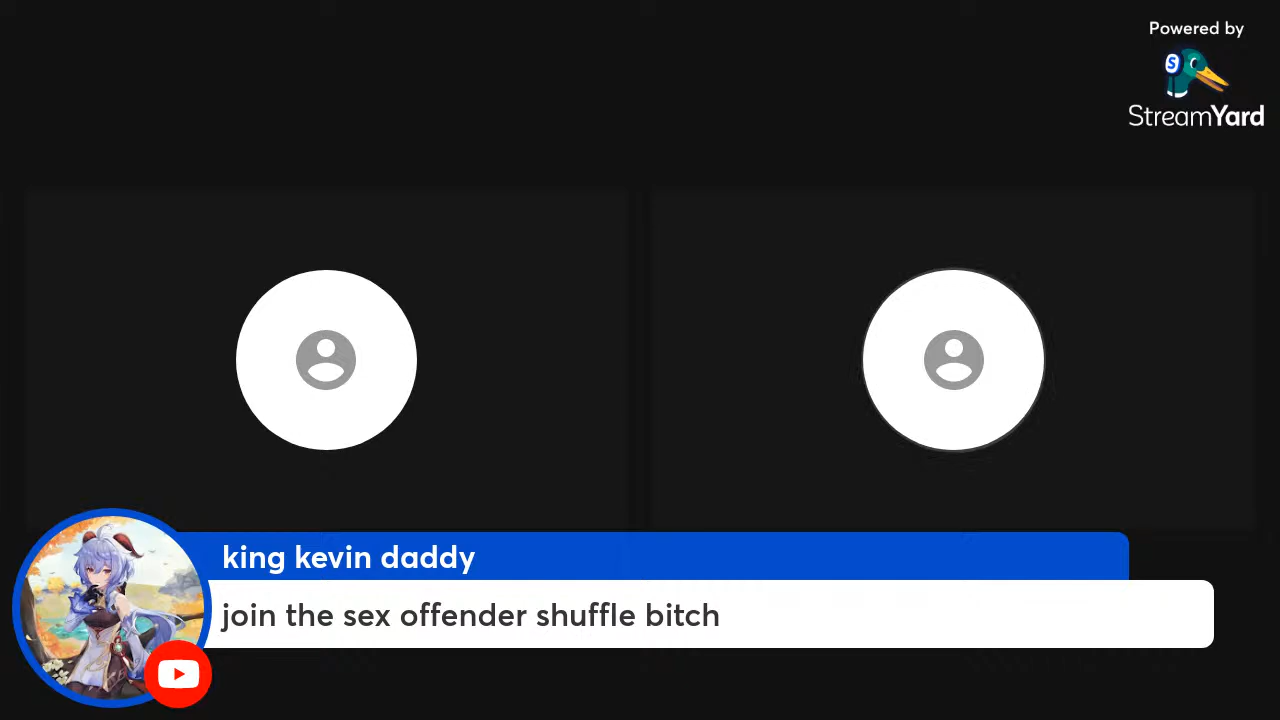 Powered by
S
StreamYard
king kevin daddy
join the sex offender shuffle bitch